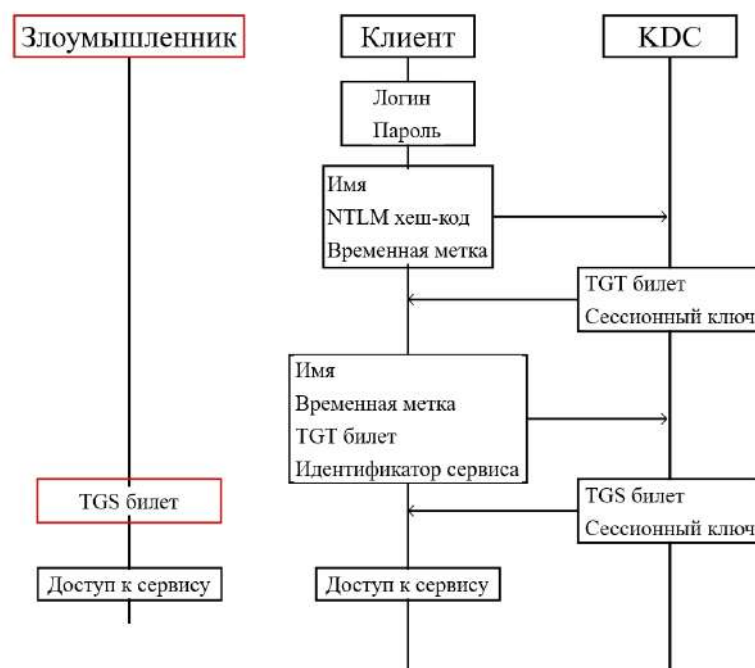 Злоумышленник
Клиент
KDC
Логин
Пароль
Имя
NTLM хеш-код
Временная метка
TGT билет
Сессионный ключ
Имя
Временная метка
TGT билет
Идентификатор сервиса
TGS билет
TGS билет
Сессионный ключ
Доступ к сервису
Доступ к сервису